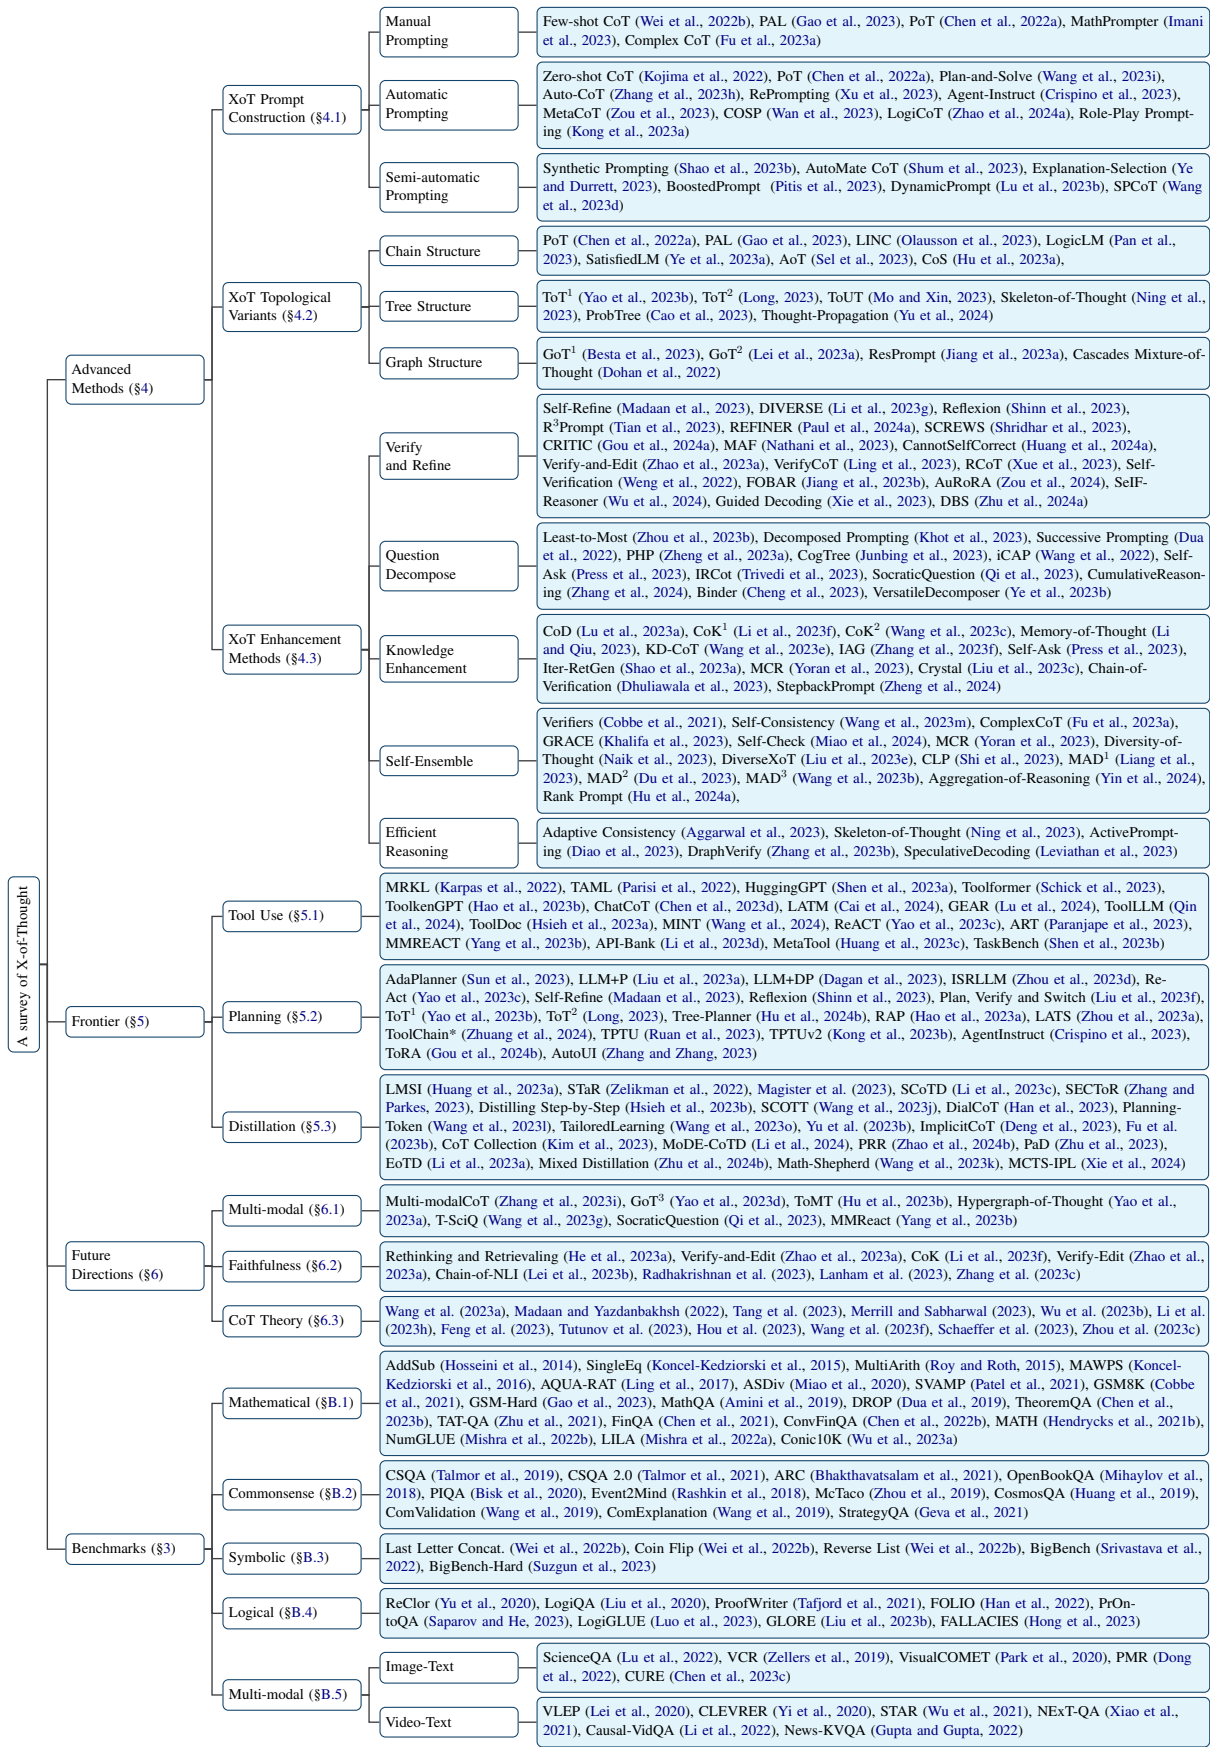 A survey of X-of-Thought
Advanced
Methods (§4)
XoT Prompt
Construction (§4.1)
Manual
Prompting
Few-shot CoT (Wei et al., 2022b), PAL (Gao et al., 2023), PoT (Chen et al., 2022a), MathPrompter (Imani
et al., 2023), Complex CoT (Fu et al., 2023a)
Automatic
Prompting
Zero-shot CoT (Kojima et al., 2022), PoT (Chen et al., 2022a), Plan-and-Solve (Wang et al., 2023i),
Auto-CoT (Zhang et al., 2023h), RePrompting (Xu et al., 2023), Agent-Instruct (Crispino et al., 2023),
MetaCoT (Zou et al., 2023), COSP (Wan et al., 2023), LogiCoT (Zhao et al., 2024a), Role-Play Prompt-
ing (Kong et al., 2023a)
Semi-automatic
Prompting
Synthetic Prompting (Shao et al., 2023b), AutoMate CoT (Shum et al., 2023), Explanation-Selection (Ye
and Durrett, 2023), BoostedPrompt (Pitis et al., 2023), DynamicPrompt (Lu et al., 2023b), SPCoT (Wang
et al., 2023d)
XoT Topological
Variants (§4.2)
Chain Structure
PoT (Chen et al., 2022a), PAL (Gao et al., 2023), LINC (Olausson et al., 2023), LogicLM (Pan et al.,
2023), SatisfiedLM (Ye et al., 2023a), AoT (Sel et al., 2023), CoS (Hu et al., 2023a),
Tree Structure
ToT¹ (Yao et al., 2023b), ToT² (Long, 2023), ToUT (Mo and Xin, 2023), Skeleton-of-Thought (Ning et al.,
2023), ProbTree (Cao et al., 2023), Thought-Propagation (Yu et al., 2024)
Graph Structure
GoT¹ (Besta et al., 2023), GoT² (Lei et al., 2023a), ResPrompt (Jiang et al., 2023a), Cascades Mixture-of-
Thought (Dohan et al., 2022)
XoT Enhancement
Methods (§4.3)
Verify
and Refine
Self-Refine (Madaan et al., 2023), DIVERSE (Li et al., 2023g), Reflexion (Shinn et al., 2023),
R³Prompt (Tian et al., 2023), REFINER (Paul et al., 2024a), SCREWS (Shridhar et al., 2023),
CRITIC (Gou et al., 2024a), MAF (Nathani et al., 2023), CannotSelfCorrect (Huang et al., 2024a),
Verify-and-Edit (Zhao et al., 2023a), VerifyCoT (Ling et al., 2023), RCoT (Xue et al., 2023), Self-
Verification (Weng et al., 2022), FOBAR (Jiang et al., 2023b), AuRoRA (Zou et al., 2024), SeIF-
Reasoner (Wu et al., 2024), Guided Decoding (Xie et al., 2023), DBS (Zhu et al., 2024a)
Question
Decompose
Least-to-Most (Zhou et al., 2023b), Decomposed Prompting (Khot et al., 2023), Successive Prompting (Dua
et al., 2022), PHP (Zheng et al., 2023a), CogTree (Junbing et al., 2023), iCAP (Wang et al., 2022), Self-
Ask (Press et al., 2023), IRCot (Trivedi et al., 2023), SocraticQuestion (Qi et al., 2023), CumulativeReason-
ing (Zhang et al., 2024), Binder (Cheng et al., 2023), VersatileDecomposer (Ye et al., 2023b)
Knowledge
Enhancement
CoD (Lu et al., 2023a), CoK¹ (Li et al., 2023f), CoK² (Wang et al., 2023c), Memory-of-Thought (Li
and Qiu, 2023), KD-CoT (Wang et al., 2023e), IAG (Zhang et al., 2023f), Self-Ask (Press et al., 2023),
Iter-RetGen (Shao et al., 2023a), MCR (Yoran et al., 2023), Crystal (Liu et al., 2023c), Chain-of-
Verification (Dhuliawala et al., 2023), StepbackPrompt (Zheng et al., 2024)
Self-Ensemble
Verifiers (Cobbe et al., 2021), Self-Consistency (Wang et al., 2023m), ComplexCoT (Fu et al., 2023a),
GRACE (Khalifa et al., 2023), Self-Check (Miao et al., 2024), MCR (Yoran et al., 2023), Diversity-of-
Thought (Naik et al., 2023), DiverseXoT (Liu et al., 2023e), CLP (Shi et al., 2023), MAD¹ (Liang et al.,
2023), MAD² (Du et al., 2023), MAD³ (Wang et al., 2023b), Aggregation-of-Reasoning (Yin et al., 2024),
Rank Prompt (Hu et al., 2024a),
Efficient
Reasoning
Adaptive Consistency (Aggarwal et al., 2023), Skeleton-of-Thought (Ning et al., 2023), ActivePrompt-
ing (Diao et al., 2023), DraphVerify (Zhang et al., 2023b), SpeculativeDecoding (Leviathan et al., 2023)
Frontier (§5)
Tool Use (§5.1)
MRKL (Karpas et al., 2022), TAML (Parisi et al., 2022), HuggingGPT (Shen et al., 2023a), Toolformer (Schick et al., 2023),
ToolkenGPT (Hao et al., 2023b), ChatCoT (Chen et al., 2023d), LATM (Cai et al., 2024), GEAR (Lu et al., 2024), ToolLLM (Qin
et al., 2024), ToolDoc (Hsieh et al., 2023a), MINT (Wang et al., 2024), ReACT (Yao et al., 2023c), ART (Paranjape et al., 2023),
MMREACT (Yang et al., 2023b), API-Bank (Li et al., 2023d), MetaTool (Huang et al., 2023c), TaskBench (Shen et al., 2023b)
Planning (§5.2)
AdaPlanner (Sun et al., 2023), LLM+P (Liu et al., 2023a), LLM+DP (Dagan et al., 2023), ISRLLM (Zhou et al., 2023d), Re-
Act (Yao et al., 2023c), Self-Refine (Madaan et al., 2023), Reflexion (Shinn et al., 2023), Plan, Verify and Switch (Liu et al., 2023f),
ToT¹ (Yao et al., 2023b), ToT² (Long, 2023), Tree-Planner (Hu et al., 2024b), RAP (Hao et al., 2023a), LATS (Zhou et al., 2023a),
ToolChain* (Zhuang et al., 2024), TPTU (Ruan et al., 2023), TPTUv2 (Kong et al., 2023b), AgentInstruct (Crispino et al., 2023),
ToRA (Gou et al., 2024b), AutoUI (Zhang and Zhang, 2023)
Distillation (§5.3)
LMSI (Huang et al., 2023a), STaR (Zelikman et al., 2022), Magister et al. (2023), SCoTD (Li et al., 2023c), SECToR (Zhang and
Parkes, 2023), Distilling Step-by-Step (Hsieh et al., 2023b), SCOTT (Wang et al., 2023j), DialCoT (Han et al., 2023), Planning-
Token (Wang et al., 2023l), TailoredLearning (Wang et al., 2023o), Yu et al. (2023b), ImplicitCoT (Deng et al., 2023), Fu et al.
(2023b), CoT Collection (Kim et al., 2023), MoDE-CoTD (Li et al., 2024), PRR (Zhao et al., 2024b), PaD (Zhu et al., 2023),
EoTD (Li et al., 2023a), Mixed Distillation (Zhu et al., 2024b), Math-Shepherd (Wang et al., 2023k), MCTS-IPL (Xie et al., 2024)
Future
Directions (§6)
Multi-modal (§6.1)
Multi-modalCoT (Zhang et al., 2023i), GoT³ (Yao et al., 2023d), ToMT (Hu et al., 2023b), Hypergraph-of-Thought (Yao et al.,
2023a), T-SciQ (Wang et al., 2023g), SocraticQuestion (Qi et al., 2023), MMReact (Yang et al., 2023b)
Faithfulness (§6.2)
Rethinking and Retrievaling (He et al., 2023a), Verify-and-Edit (Zhao et al., 2023a), CoK (Li et al., 2023f), Verify-Edit (Zhao et al.,
2023a), Chain-of-NLI (Lei et al., 2023b), Radhakrishnan et al. (2023), Lanham et al. (2023), Zhang et al. (2023c)
CoT Theory (§6.3)
Wang et al. (2023a), Madaan and Yazdanbakhsh (2022), Tang et al. (2023), Merrill and Sabharwal (2023), Wu et al. (2023b), Li et al.
(2023h), Feng et al. (2023), Tutunov et al. (2023), Hou et al. (2023), Wang et al. (2023f), Schaeffer et al. (2023), Zhou et al. (2023c)
Benchmarks (§3)
Mathematical (§B.1)
AddSub (Hosseini et al., 2014), SingleEq (Koncel-Kedziorski et al., 2015), MultiArith (Roy and Roth, 2015), MAWPS (Koncel-
Kedziorski et al., 2016), AQUA-RAT (Ling et al., 2017), ASDiv (Miao et al., 2020), SVAMP (Patel et al., 2021), GSM8K (Cobbe
et al., 2021), GSM-Hard (Gao et al., 2023), MathQA (Amini et al., 2019), DROP (Dua et al., 2019), TheoremQA (Chen et al.,
2023b), TAT-QA (Zhu et al., 2021), FinQA (Chen et al., 2021), ConvFinQA (Chen et al., 2022b), MATH (Hendrycks et al., 2021b),
NumGLUE (Mishra et al., 2022b), LILA (Mishra et al., 2022a), Conic10K (Wu et al., 2023a)
Commonsense (§B.2)
CSQA (Talmor et al., 2019), CSQA 2.0 (Talmor et al., 2021), ARC (Bhakthavatsalam et al., 2021), OpenBookQA (Mihaylov et al.,
2018), PIQA (Bisk et al., 2020), Event2Mind (Rashkin et al., 2018), McTaco (Zhou et al., 2019), CosmosQA (Huang et al., 2019),
ComValidation (Wang et al., 2019), ComExplanation (Wang et al., 2019), StrategyQA (Geva et al., 2021)
Symbolic (§B.3)
Last Letter Concat. (Wei et al., 2022b), Coin Flip (Wei et al., 2022b), Reverse List (Wei et al., 2022b), BigBench (Srivastava et al.,
2022), BigBench-Hard (Suzgun et al., 2023)
Logical (§B.4)
ReClor (Yu et al., 2020), LogiQA (Liu et al., 2020), ProofWriter (Tafjord et al., 2021), FOLIO (Han et al., 2022), PrOn-
toQA (Saparov and He, 2023), LogiGLUE (Luo et al., 2023), GLORE (Liu et al., 2023b), FALLACIES (Hong et al., 2023)
Multi-modal (§B.5)
Image-Text
ScienceQA (Lu et al., 2022), VCR (Zellers et al., 2019), VisualCOMET (Park et al., 2020), PMR (Dong
et al., 2022), CURE (Chen et al., 2023c)
Video-Text
VLEP (Lei et al., 2020), CLEVRER (Yi et al., 2020), STAR (Wu et al., 2021), NExT-QA (Xiao et al.,
2021), Causal-VidQA (Li et al., 2022), News-KVQA (Gupta and Gupta, 2022)